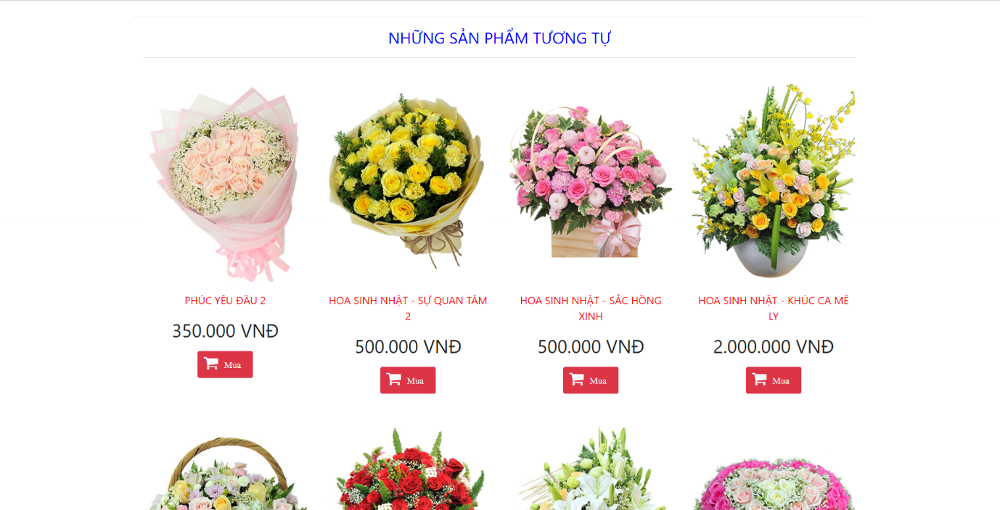 NHỮNG SẢN PHẨM TƯƠNG TỰ
PHÚC YÊU ĐẦU 2
350.000 VNĐ
Mua
HOA SINH NHẬT - SỰ QUAN TÂM
2
500.000 VNĐ
Mua
HOA SINH NHẬT - SẮC HỒNG
XINH
500.000 VNĐ
Mua
HOA SINH NHẬT - KHÚC CA MÊ
LY
2.000.000 VNĐ
Mua